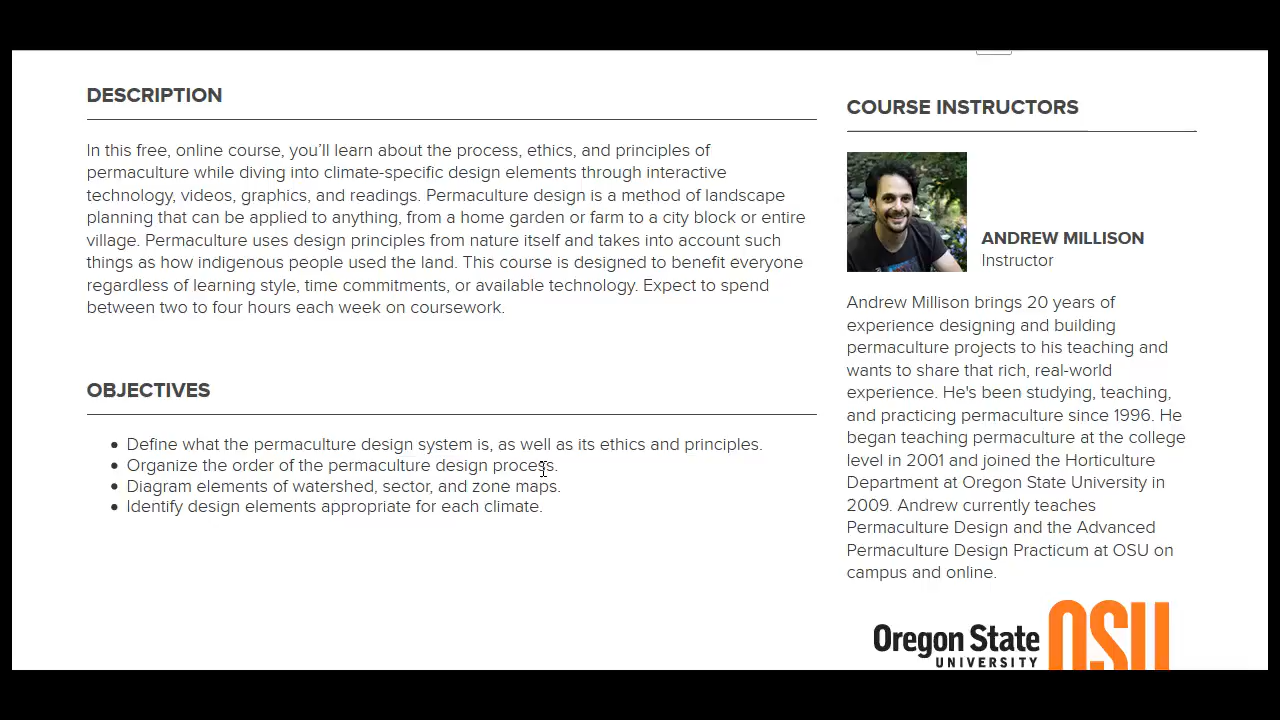 DESCRIPTION
In this free, online course, you’ll learn about the process, ethics, and principles of
permaculture while diving into climate-specific design elements through interactive
technology, videos, graphics, and readings. Permaculture design is a method of landscape
planning that can be applied to anything, from a home garden or farm to a city block or entire
village. Permaculture uses design principles from nature itself and takes into account such
things as how indigenous people used the land. This course is designed to benefit everyone
regardless of learning style, time commitments, or available technology. Expect to spend
between two to four hours each week on coursework.
OBJECTIVES
• Define what the permaculture design system is, as well as its ethics and principles.
• Organize the order of the permaculture design process.
• Diagram elements of watershed, sector, and zone maps.
• Identify design elements appropriate for each climate.
COURSE INSTRUCTORS
ANDREW MILLISON
Instructor
Andrew Millison brings 20 years of
experience designing and building
permaculture projects to his teaching and
wants to share that rich, real-world
experience. He's been studying, teaching,
and practicing permaculture since 1996. He
began teaching permaculture at the college
level in 2001 and joined the Horticulture
Department at Oregon State University in
2009. Andrew currently teaches
Permaculture Design and the Advanced
Permaculture Design Practicum at OSU on
campus and online.
Oregon State
UNIVERSITY
OSU